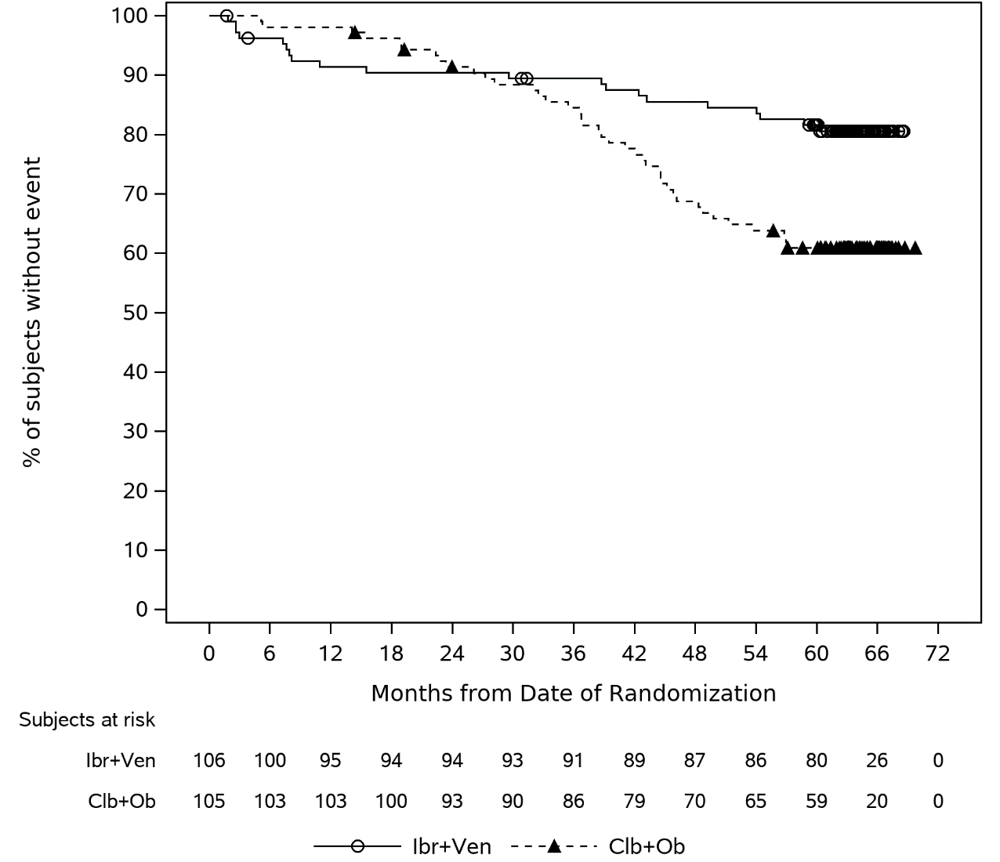 % of subjects without event
100
90
80
70
60
50
40
30
20
10
0
0 6 12 18 24 30 36 42 48 54 60 66 72
Months from Date of Randomization
Subjects at risk
Ibr+Ven 106 100 95 94 94 93 91 89 87 86 80 26 0
Clb+Ob 105 103 103 100 93 90 86 79 70 65 59 20 0
Ibr+Ven Clb+Ob